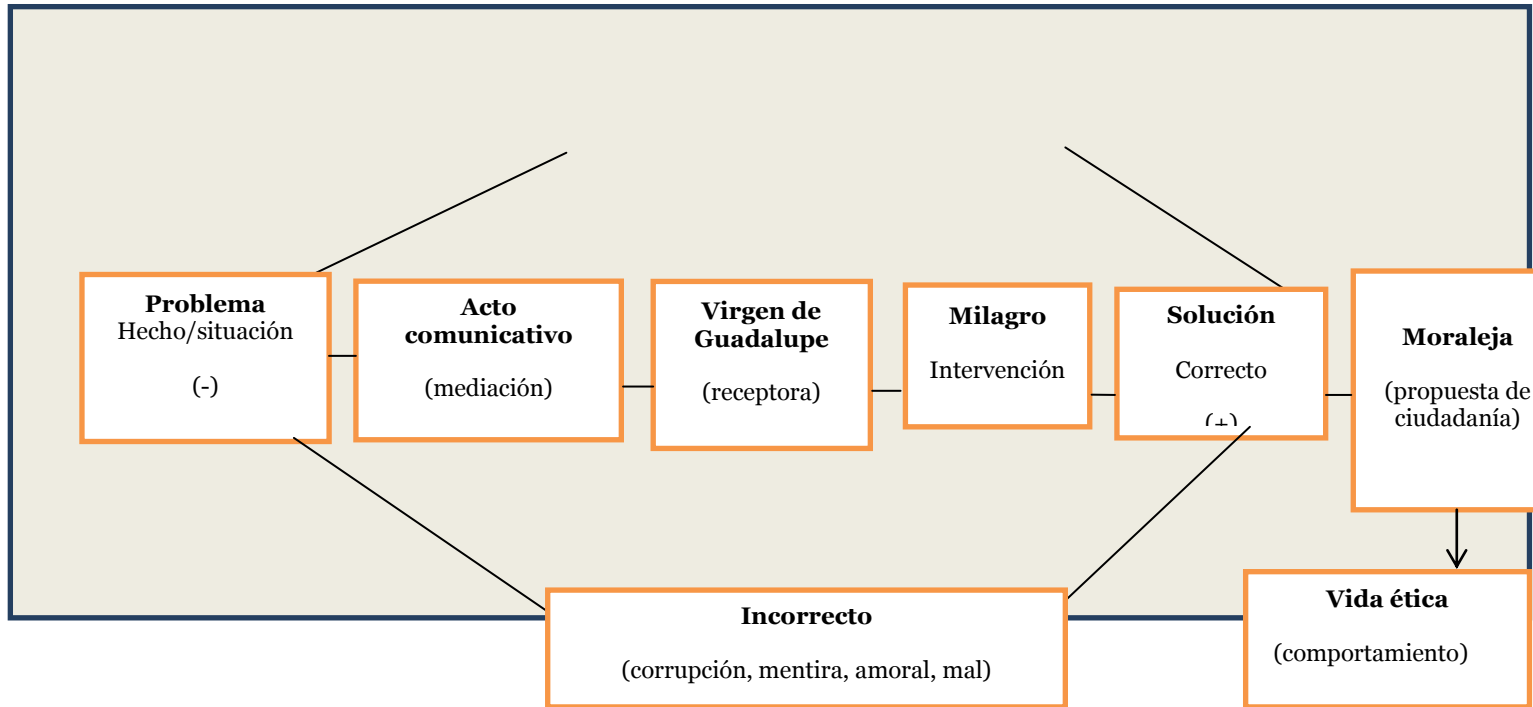 Problema
Hecho/situación
(-)
Acto
comunicativo
(mediación)
Virgen de
Guadalupe
(receptora)
Milagro
Intervención
Solución
Correcto
(+)
Moraleja
(propuesta de
ciudadanía)
Incorrecto
(corrupción, mentira, amoral, mal)
Vida ética
(comportamiento)